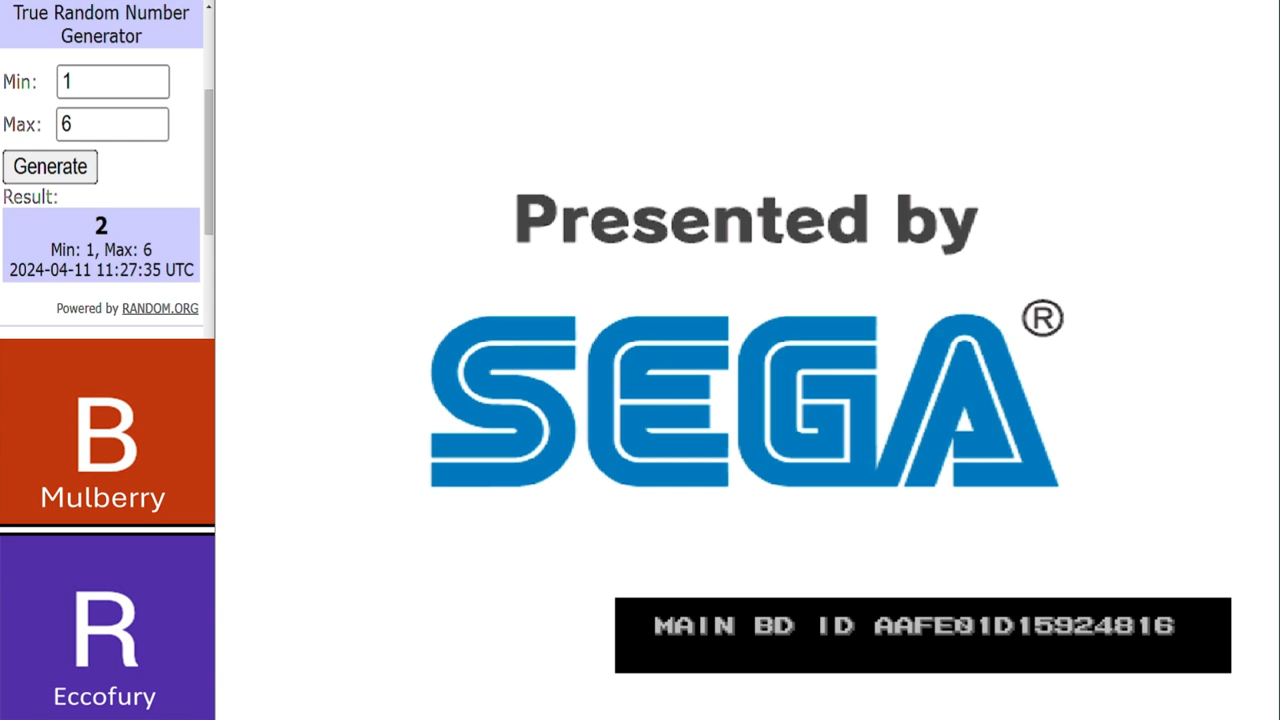 True Random Number
Generator
Min: 1
Max: 6
Generate
Result:
2
Min: 1, Max: 6
2024-04-11 11:27:35 UTC
Powered by RANDOM.ORG
B
Mulberry
R
Eccofury
Presented by
SEGA®
MAIN BD ID AAFE01D15924816